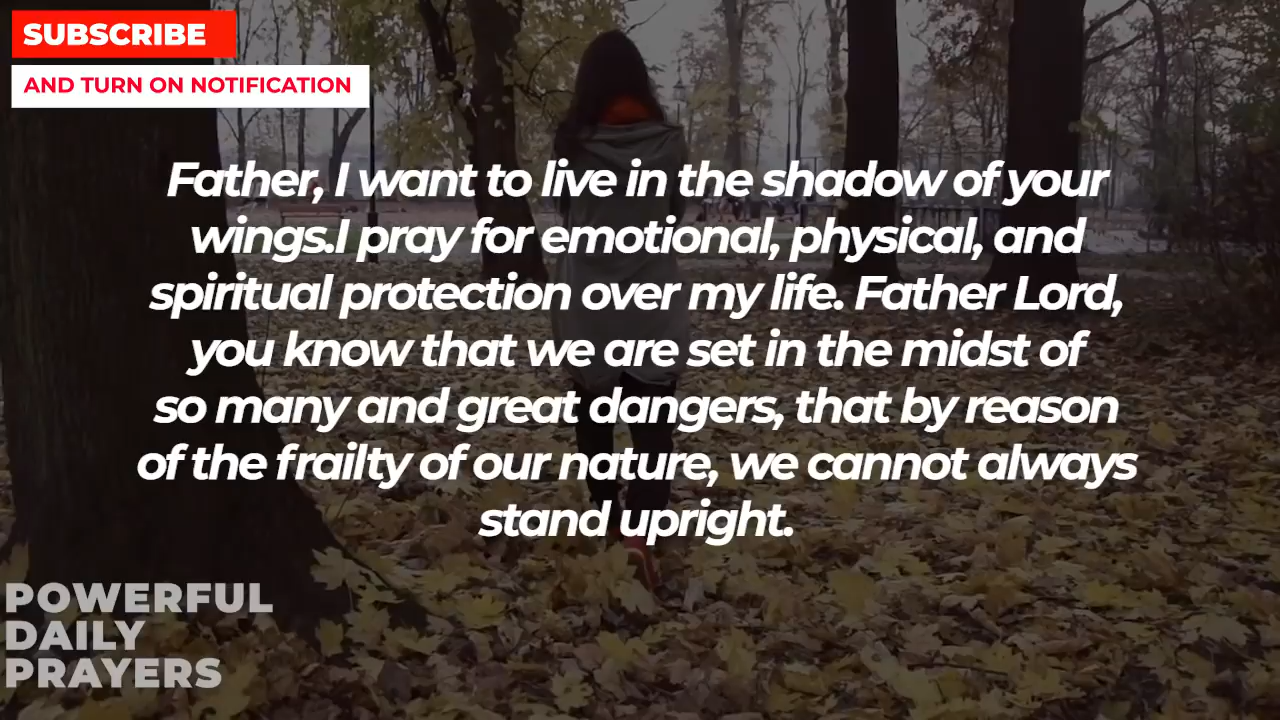 SUBSCRIBE
AND TURN ON NOTIFICATION
Father, I want to live in the shadow of your
wings.I pray for emotional, physical, and
spiritual protection over my life. Father Lord,
you know that we are set in the midst of
so many and great dangers, that by reason
of the frailty of our nature, we cannot always
stand upright.
POWERFUL
DAILY
PRAYERS